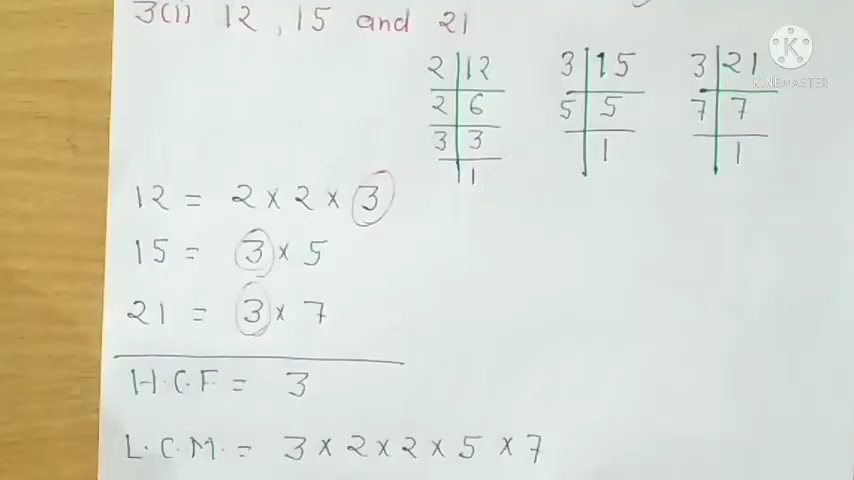 3(i) 12, 15 and 21
2 | 12
2 | 6
3 | 3
1
3 | 15
5 | 5
1
3 | 21
7 | 7
1
K
KINEMASTER
12 = 2 × 2 × 3
15 = 3 × 5
21 = 3 × 7
H.C.F. = 3
L.C.M. = 3 × 2 × 2 × 5 × 7